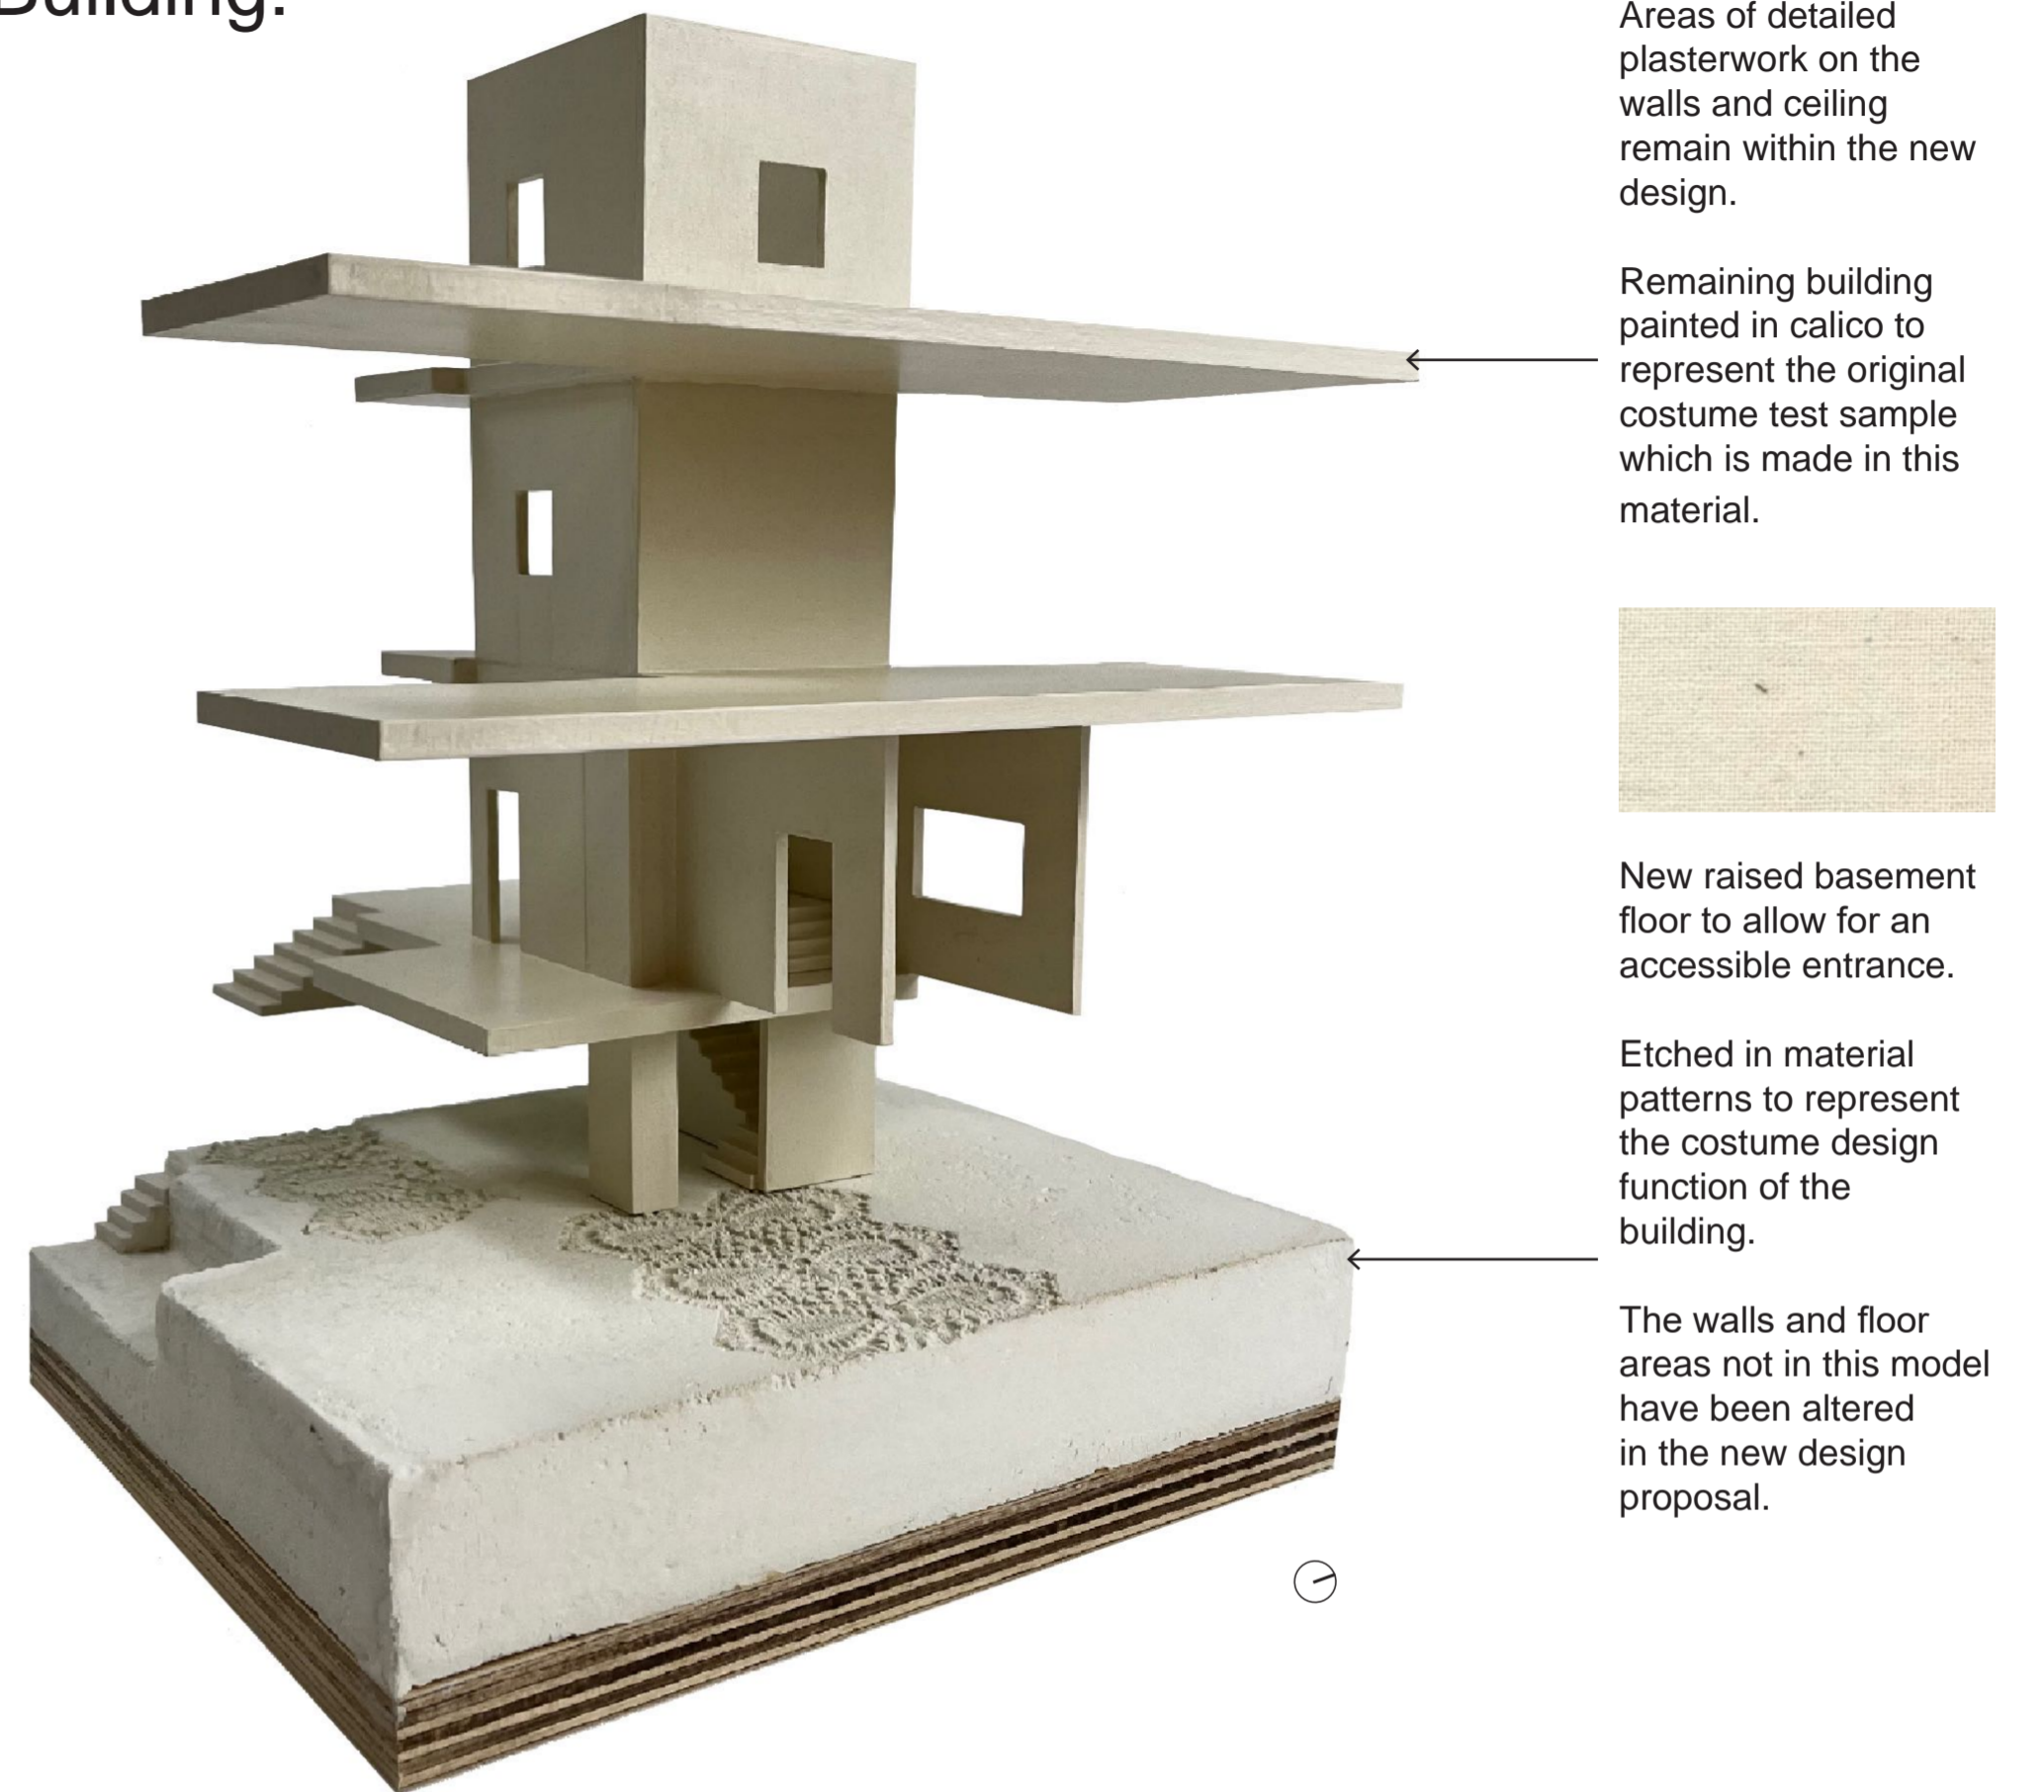 Building.
Areas of detailed
plasterwork on the
walls and ceiling
remain within the new
design.
Remaining building
painted in calico to
represent the original
costume test sample
which is made in this
material.
New raised basement
floor to allow for an
accessible entrance.
Etched in material
patterns to represent
the costume design
function of the
building.
The walls and floor
areas not in this model
have been altered
in the new design
proposal.